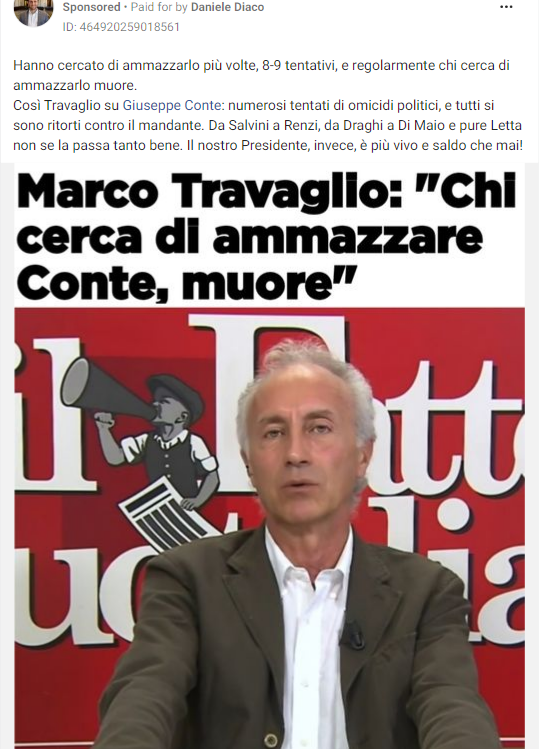 Sponsored • Paid for by Daniele Diaco
ID: 464920259018561
Hanno cercato di ammazzarlo più volte, 8-9 tentativi, e regolarmente chi cerca di
ammazzarlo muore.
Così Travaglio su Giuseppe Conte: numerosi tentati di omicidi politici, e tutti si
sono ritorti contro il mandante. Da Salvini a Renzi, da Draghi a Di Maio e pure Letta
non se la passa tanto bene. Il nostro Presidente, invece, è più vivo e saldo che mai!
Marco Travaglio: "Chi
cerca di ammazzare
Conte, muore"
il Fatt
uot dia